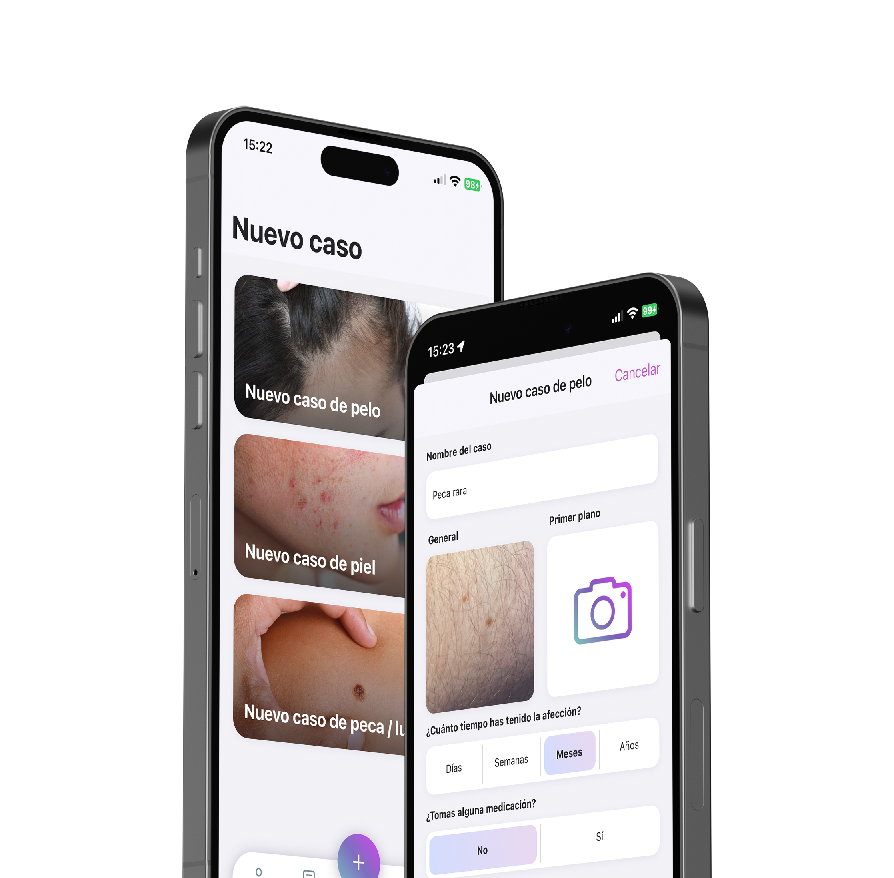 15:22
98
Nuevo caso
Nuevo caso de pelo
Nuevo caso de piel
Nuevo caso de peca / lu
15:23
99
Nuevo caso de pelo
Cancelar
Nombre del caso
Peca rara
General
Primer plano
¿Cuánto tiempo has tenido la afección?
Días
Semanas
Meses
Años
¿Tomas alguna medicación?
No
Sí